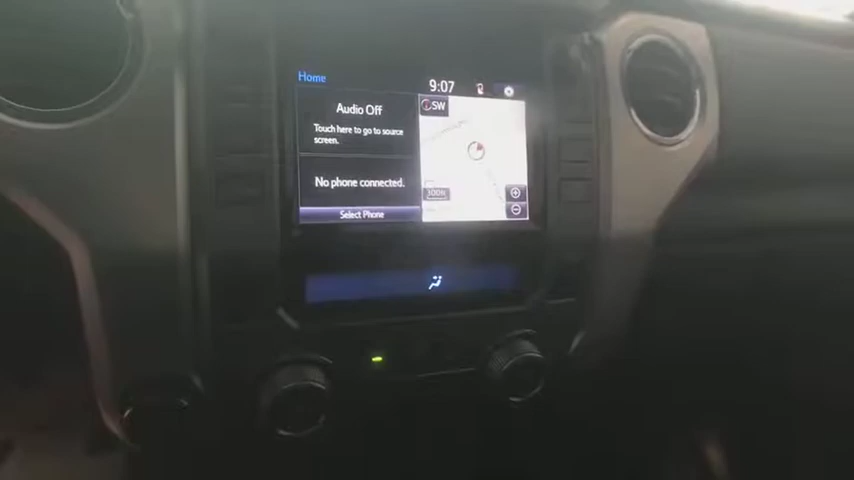 Home
9:07
Audio Off
Touch here to go to source
screen.
SW
No phone connected.
300ft
Select Phone